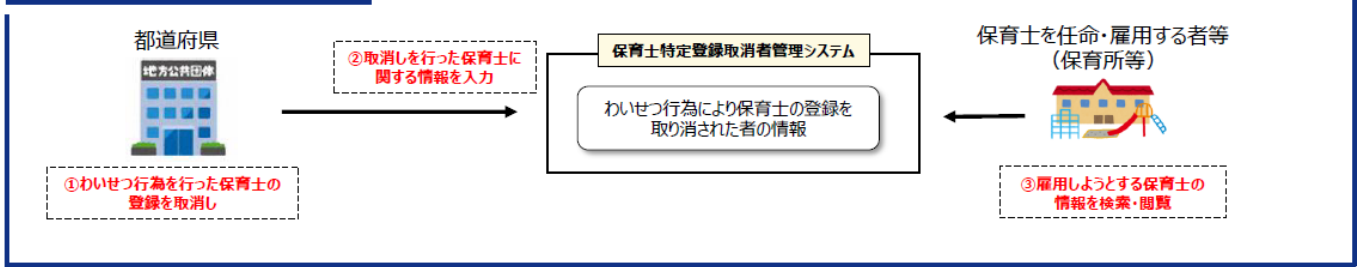 都道府県
地方公共団体
①わいせつ行為を行った保育士の
登録を取消し
②取消しを行った保育士に
関する情報を入力
保育士特定登録取消者管理システム
わいせつ行為により保育士の登録を
取り消された者の情報
保育士を任命・雇用する者等
（保育所等）
③雇用しようとする保育士の
情報を検索・閲覧